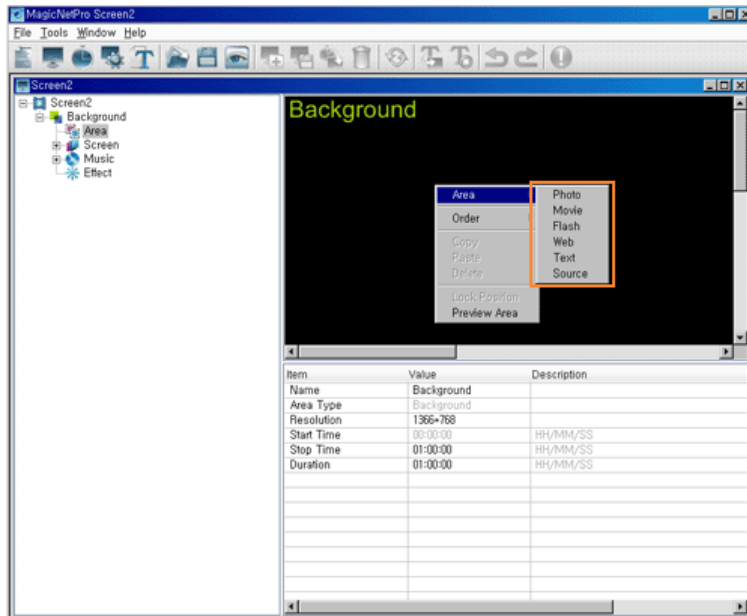 MagicNetPro Screen2
File Tools Window Help
Screen2
Screen2
Background
Area
Screen
Music
Effect
Background
Area
Order
Copy
Paste
Delete
Lock Position
Preview Area
Photo
Movie
Flash
Web
Text
Source
Item Value Description
Name Background
Area Type Background
Resolution 1366*768
Start Time 00:00:00 HH/MM/SS
Stop Time 01:00:00 HH/MM/SS
Duration 01:00:00 HH/MM/SS